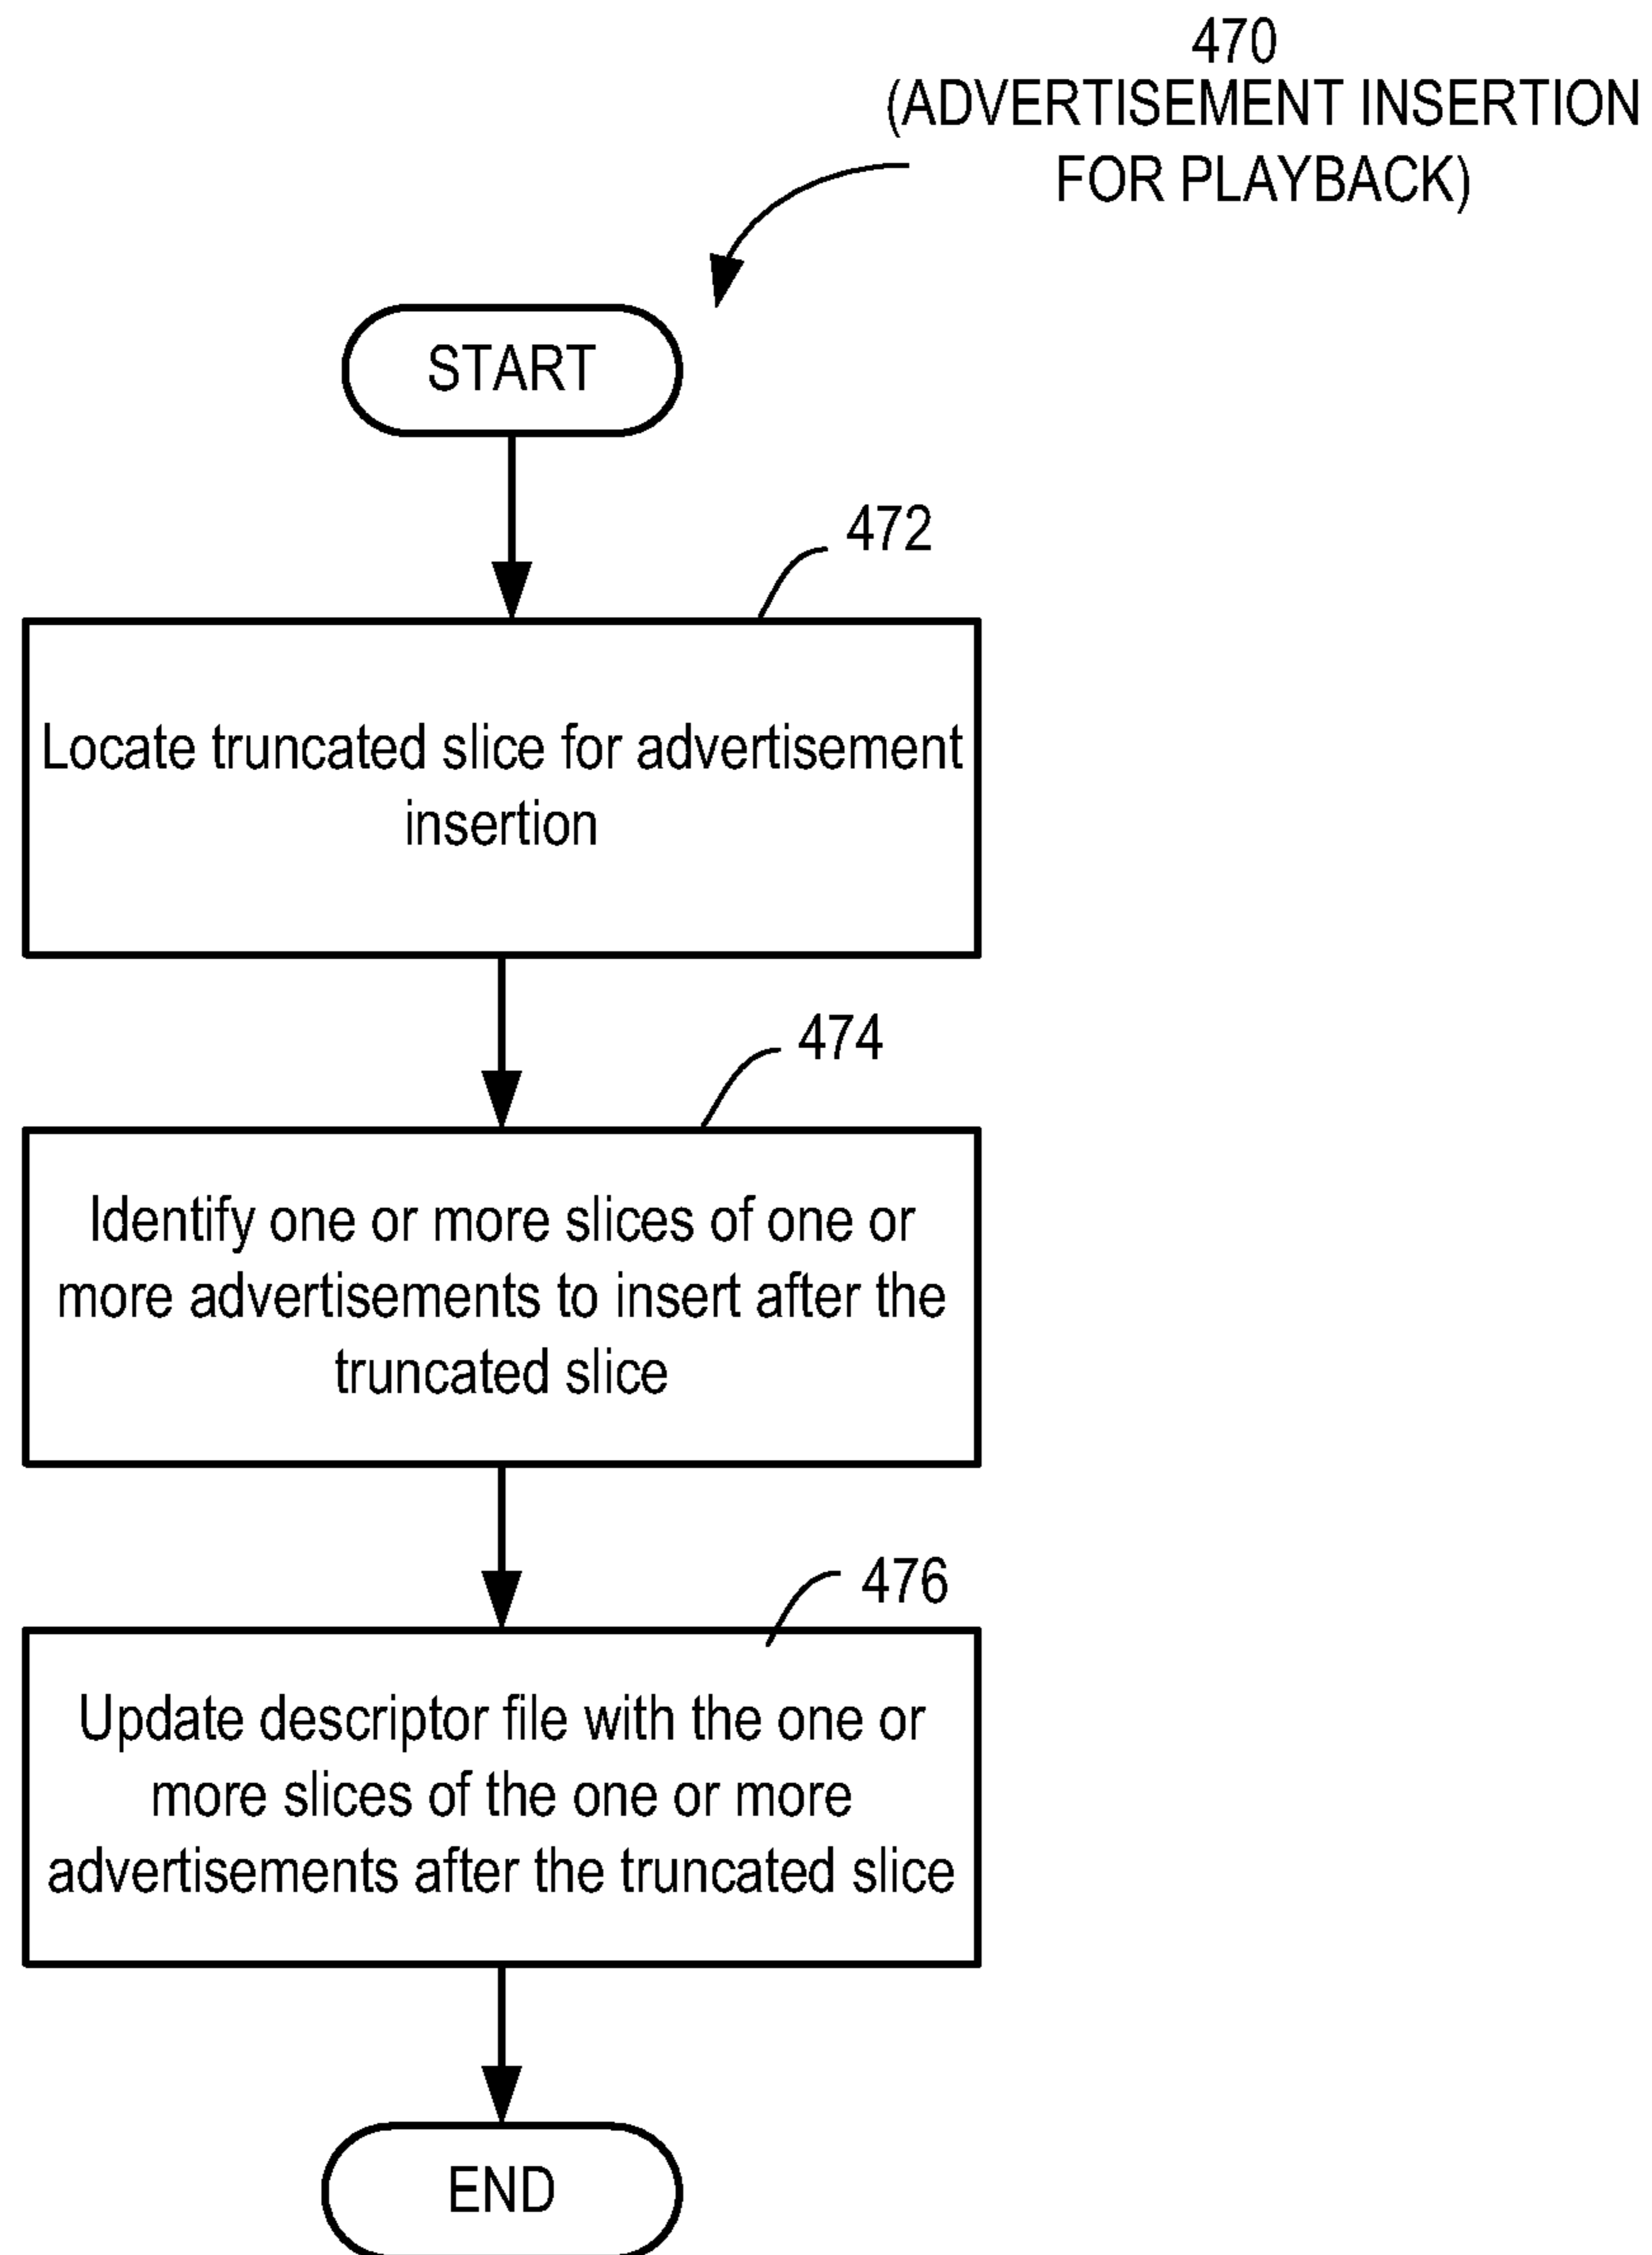 470
(ADVERTISEMENT INSERTION
FOR PLAYBACK)
START
472
Locate truncated slice for advertisement
insertion
474
Identify one or more slices of one or
more advertisements to insert after the
truncated slice
476
Update descriptor file with the one or
more slices of the one or more
advertisements after the truncated slice
END